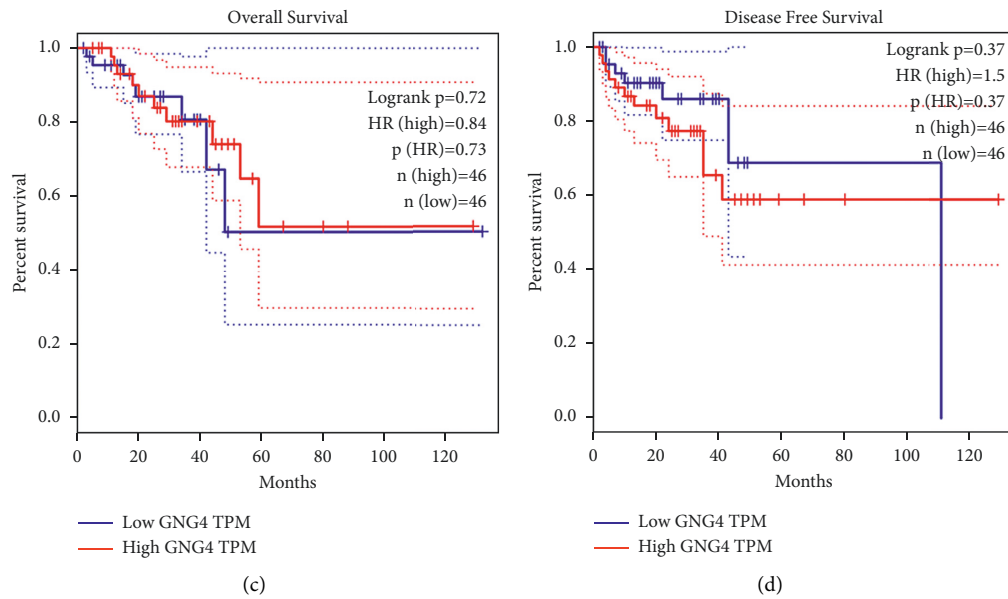 Overall Survival
Logrank p=0.72
HR (high)=0.84
p (HR)=0.73
n (high)=46
n (low)=46
Percent survival
1.0
0.8
0.6
0.4
0.2
0.0
0 20 40 60 80 100 120
Months
Low GNG4 TPM
High GNG4 TPM
(c)
Disease Free Survival
Logrank p=0.37
HR (high)=1.5
p (HR)=0.37
n (high)=46
n (low)=46
Percent survival
1.0
0.8
0.6
0.4
0.2
0.0
0 20 40 60 80 100 120
Months
Low GNG4 TPM
High GNG4 TPM
(d)